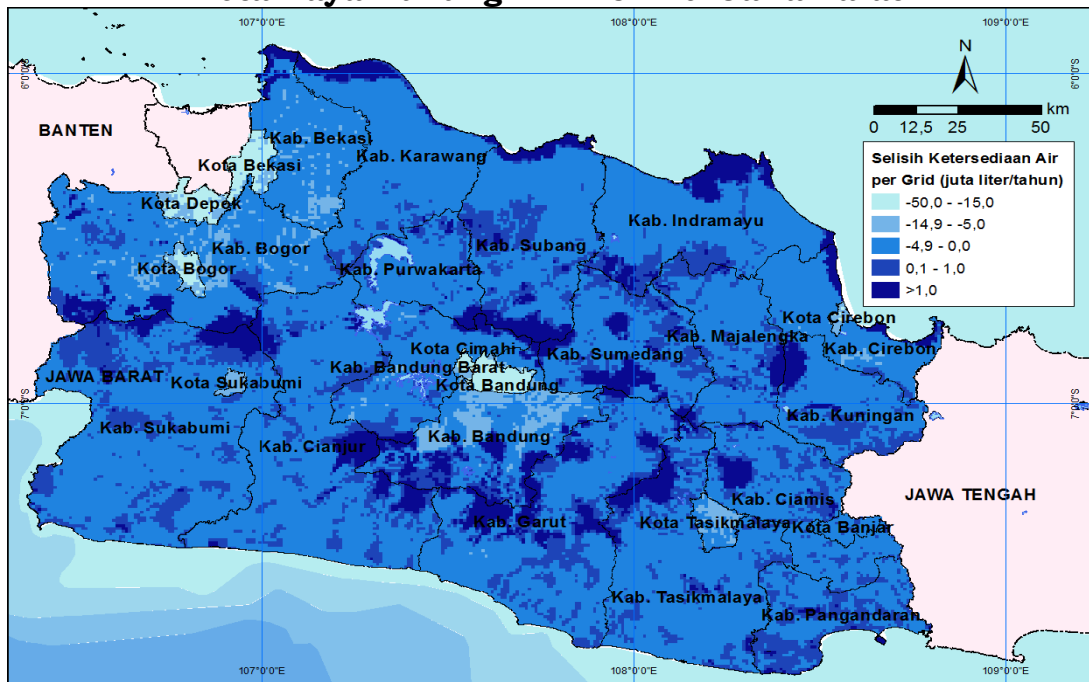 107°0'0"E
108°0'0"E
109°0'0"E
6°0'0"S
6°0'0"S
N
km
0 12,5 25 50
BANTEN
Kab. Bekasi
Kota Bekasi
Kab. Karawang
Selisih Ketersediaan Air
per Grid (juta liter/tahun)
-50,0 - -15,0
-14,9 - -5,0
-4,9 - 0,0
0,1 - 1,0
>1,0
Kota Depok
Kab. Indramayu
Kab. Bogor
Kab. Subang
Kota Bogor
Kab. Purwakarta
Kota Cirebon
Kab. Majalengka
Kota Cimahi
Kab. Sumedang
Kab. Cirebon
Kab. Bandung Barat
JAWA BARAT
Kota Sukabumi
Kota Bandung
7°0'0"S
7°0'0"S
Kab. Kuningan
Kab. Sukabumi
Kab. Bandung
Kab. Cianjur
JAWA TENGAH
Kab. Ciamis
Kab. Garut
Kota Tasikmalaya
Kota Banjar
Kab. Tasikmalaya
Kab. Pangandaran
107°0'0"E
108°0'0"E
109°0'0"E